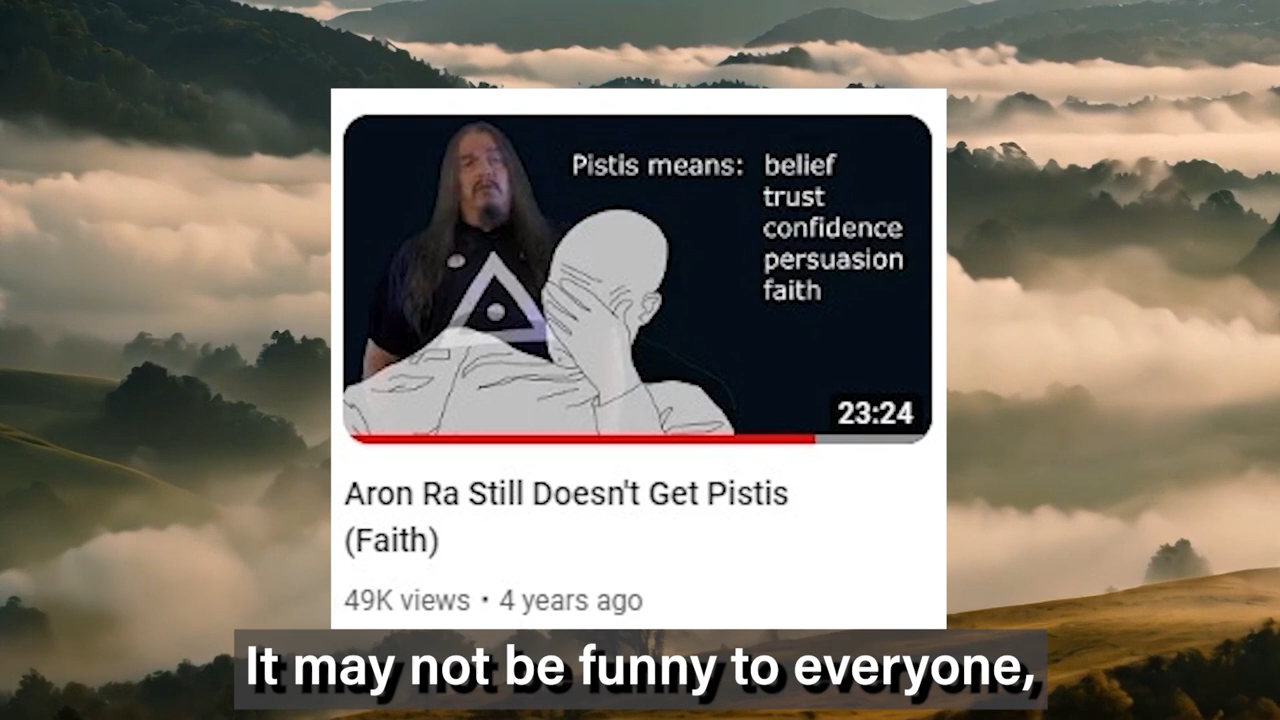 Pistis means: belief
trust
confidence
persuasion
faith
23:24
Aron Ra Still Doesn't Get Pistis
(Faith)
49K views • 4 years ago
It may not be funny to everyone,